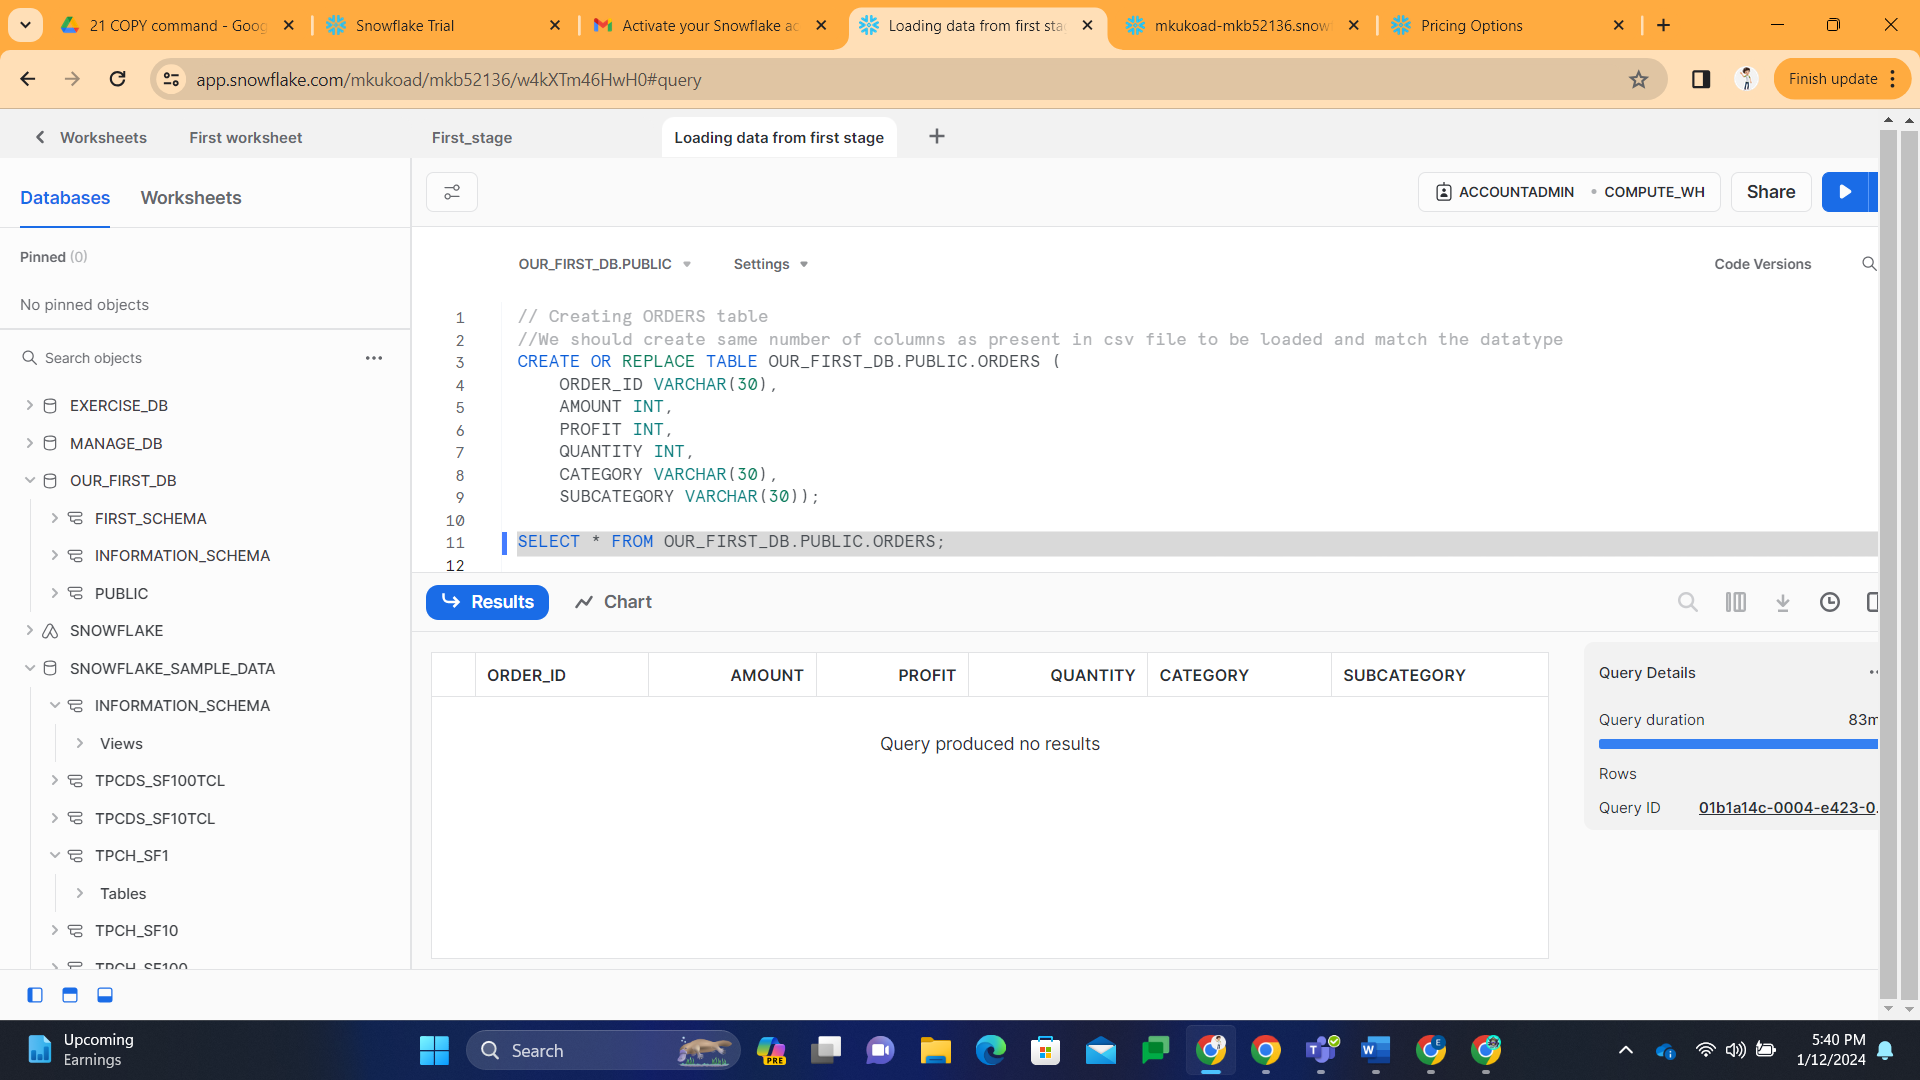 21 COPY command - Goog
Snowflake Trial
Activate your Snowflake ac
Loading data from first sta
mkukoad-mkb52136.snow
Pricing Options
app.snowflake.com/mkukoad/mkb52136/w4kXTm46HwH0#query
Finish update
Worksheets
First worksheet
First_stage
Loading data from first stage
Databases
Worksheets
ACCOUNTADMIN
COMPUTE_WH
Share
Pinned (0)
No pinned objects
OUR_FIRST_DB.PUBLIC
Settings
Code Versions
Search objects
EXERCISE_DB
MANAGE_DB
OUR_FIRST_DB
FIRST_SCHEMA
INFORMATION_SCHEMA
PUBLIC
SNOWFLAKE
SNOWFLAKE_SAMPLE_DATA
INFORMATION_SCHEMA
Views
TPCDS_SF100TCL
TPCDS_SF10TCL
TPCH_SF1
Tables
TPCH_SF10
TPCH_SF100
1 // Creating ORDERS table
2 //We should create same number of columns as present in csv file to be loaded and match the datatype
3 CREATE OR REPLACE TABLE OUR_FIRST_DB.PUBLIC.ORDERS (
4 ORDER_ID VARCHAR(30),
5 AMOUNT INT,
6 PROFIT INT,
7 QUANTITY INT,
8 CATEGORY VARCHAR(30),
9 SUBCATEGORY VARCHAR(30));
10
11 SELECT * FROM OUR_FIRST_DB.PUBLIC.ORDERS;
12
Results
Chart
ORDER_ID AMOUNT PROFIT QUANTITY CATEGORY SUBCATEGORY
Query produced no results
Query Details
Query duration 83m
Rows
Query ID 01b1a14c-0004-e423-0.
Upcoming
Earnings
Search
PRE
5:40 PM
1/12/2024